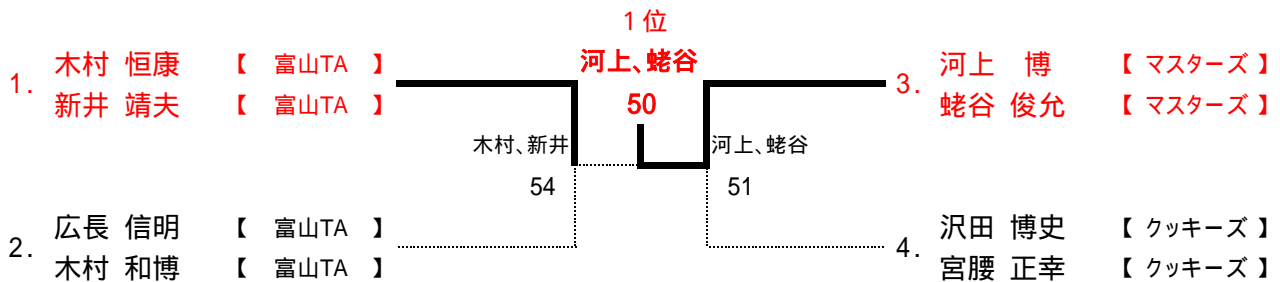 1位
河上、蛯谷
50
1.
木村 恒康 【 富山TA 】
新井 靖夫 【 富山TA 】
3.
河上 博 【 マスターズ 】
蛯谷 俊允 【 マスターズ 】
木村、新井
54
河上、蛯谷
51
2.
広長 信明 【 富山TA 】
木村 和博 【 富山TA 】
4.
沢田 博史 【 クッキーズ 】
宮腰 正幸 【 クッキーズ 】